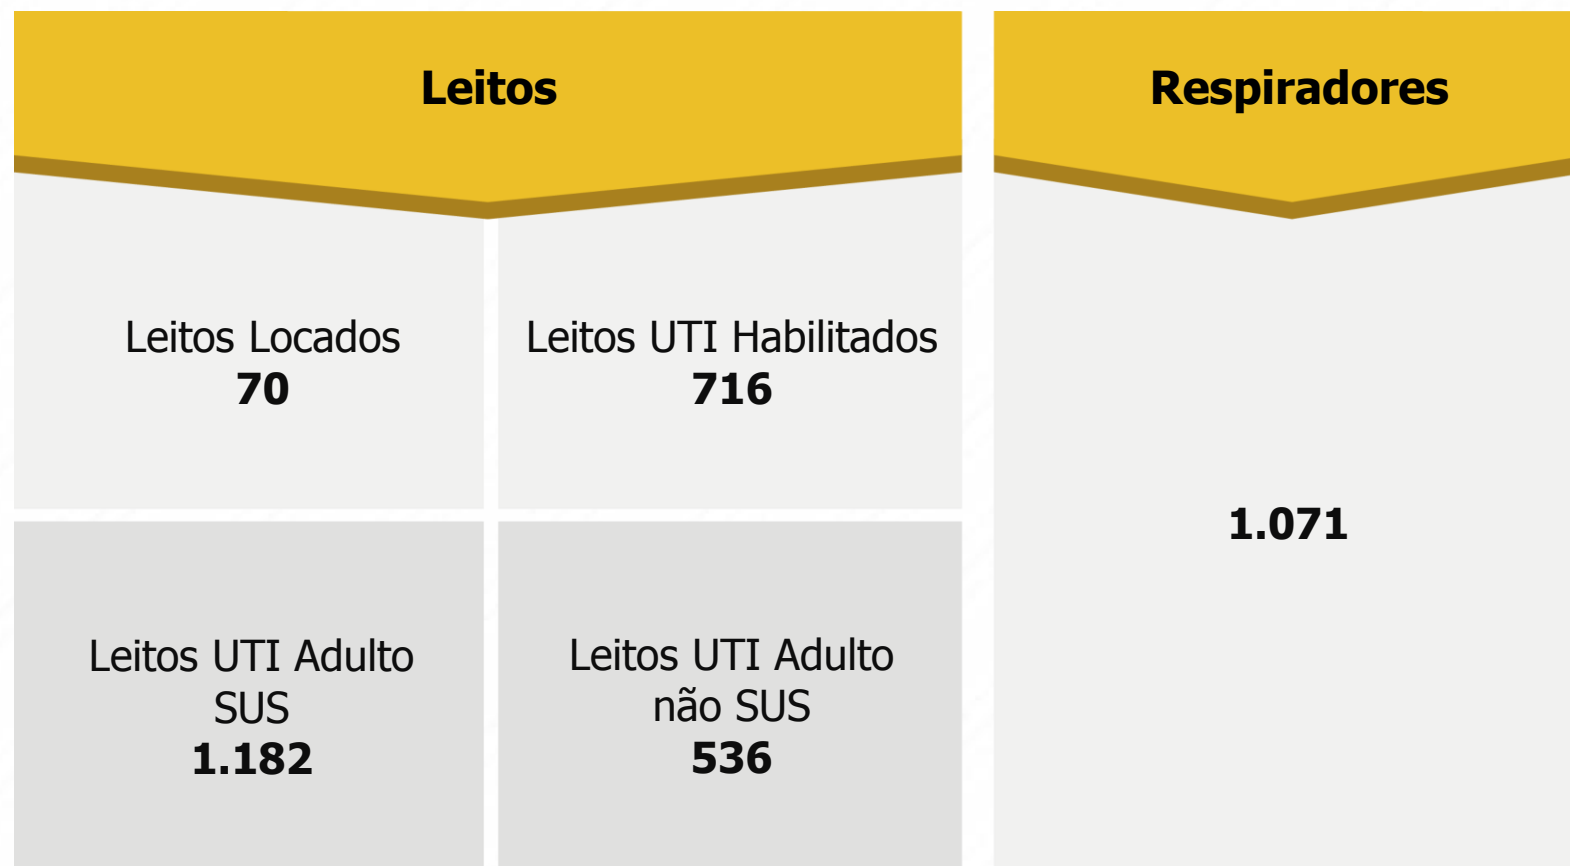 Leitos
Leitos Locados
70
Leitos UTI Habilitados
716
Leitos UTI Adulto
SUS
1.182
Leitos UTI Adulto
não SUS
536
Respiradores
1.071